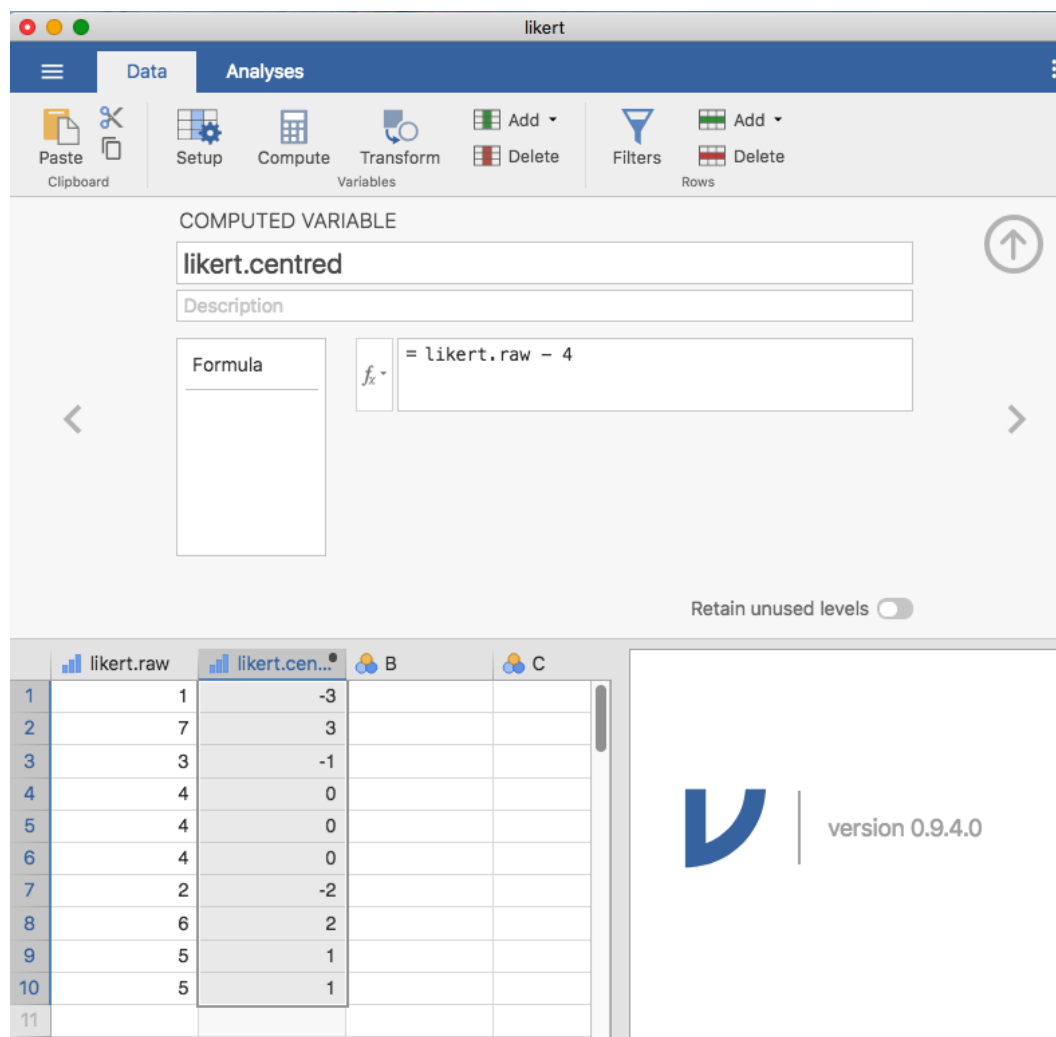 likert
Data Analyses
Paste Setup Compute Transform Add Delete Filters Add Delete
Clipboard Variables Rows
COMPUTED VARIABLE
likert.centred
Description
Formula
fx = likert.raw − 4
Retain unused levels
likert.raw likert.cen... B C
1 1 -3
2 7 3
3 3 -1
4 4 0
5 4 0
6 4 0
7 2 -2
8 6 2
9 5 1
10 5 1
11
version 0.9.4.0